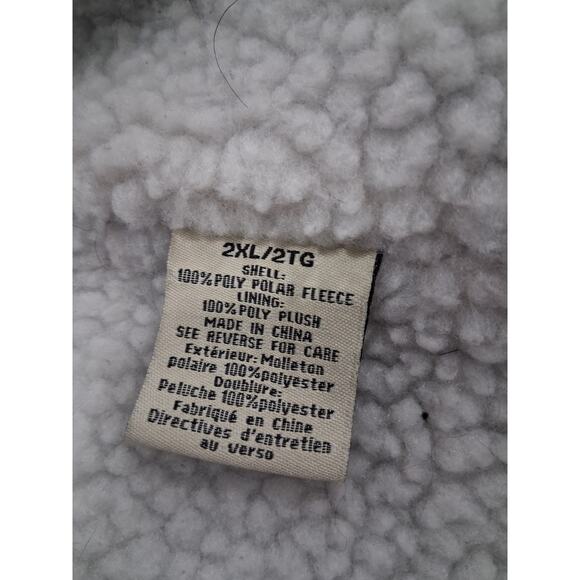 2XL/2TG
SHELL:
100%POLY POLAR FLEECE
LINING:
100%POLY PLUSH
MADE IN CHINA
SEE REVERSE FOR CARE
Extérieur: Molleton
polaire 100%polyester
Doublure:
Peluche 100%polyester
Fabriqué en Chine
Directives d'entretien
au verso